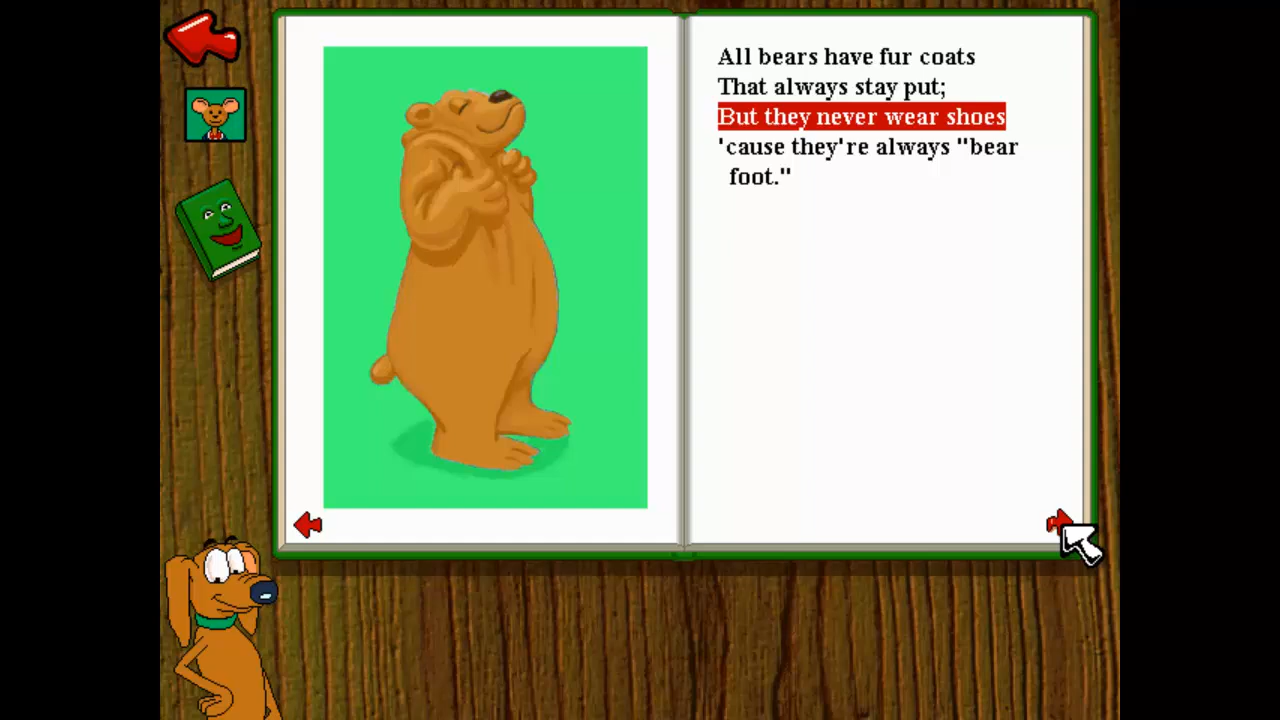 All bears have fur coats
That always stay put;
But they never wear shoes
'cause they're always "bear
foot."